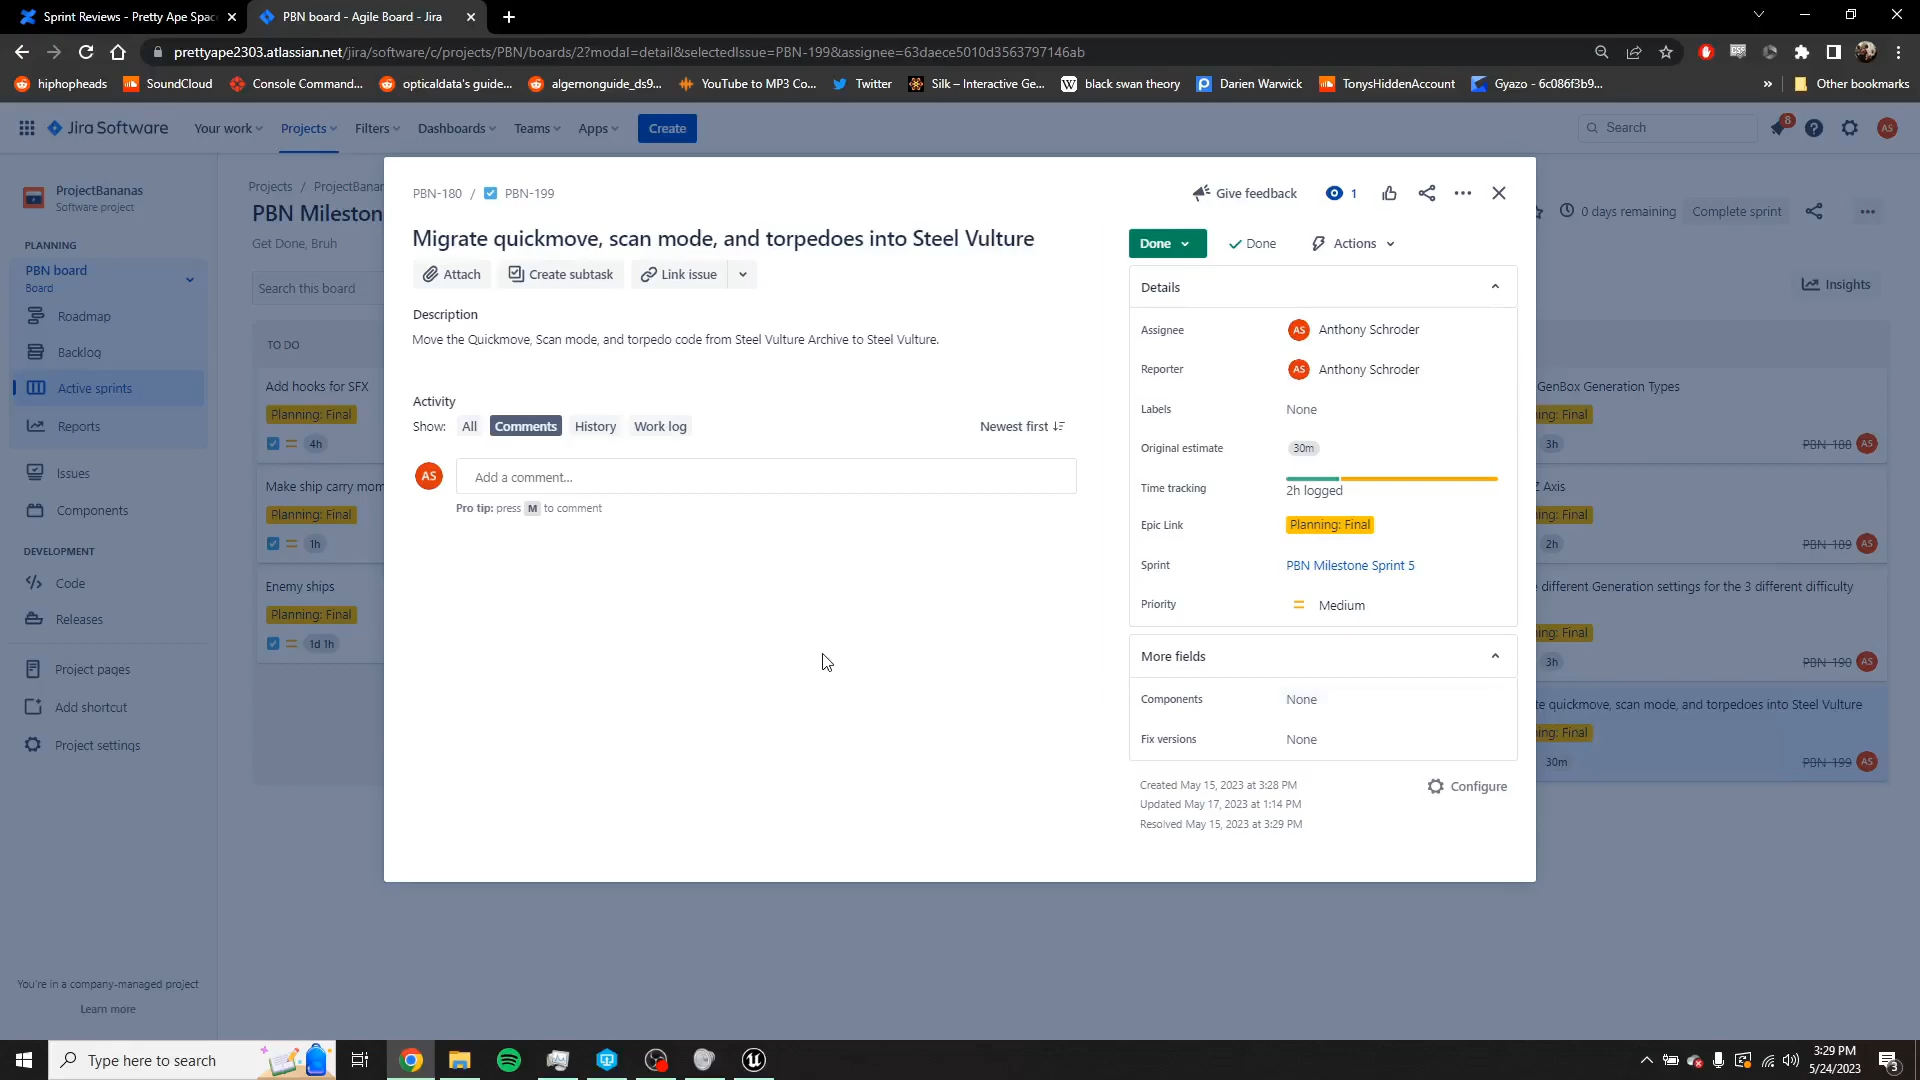 Sprint Reviews - Pretty Ape Spac
PBN board - Agile Board - Jira
prettyape2303.atlassian.net/jira/software/c/projects/PBN/boards/2?modal=detail&selectedIssue=PBN-199&assignee=63daece5010d3563797146ab
hiphopheads
SoundCloud
Console Command...
opticaldata's guide...
algernonguide_ds9...
YouTube to MP3 Co...
Twitter
Silk – Interactive Ge...
black swan theory
Darien Warwick
TonysHiddenAccount
Gyazo - 6c086f3b9...
»
Other bookmarks
Jira Software
Your work
Projects
Filters
Dashboards
Teams
Apps
Create
Search
8
AS
ProjectBananas
Software project
PLANNING
PBN board
Board
Roadmap
Backlog
Active sprints
Reports
Issues
Components
DEVELOPMENT
Code
Releases
Project pages
Add shortcut
Project settings
You're in a company-managed project
Learn more
Projects / ProjectBanan
PBN Mileston
Get Done, Bruh
Search this board
0 days remaining
Complete sprint
Insights
TO DO
Add hooks for SFX
Planning: Final
4h
Make ship carry mom
Planning: Final
1h
Enemy ships
Planning: Final
1d 1h
PBN-180 / PBN-199
Give feedback
1
Migrate quickmove, scan mode, and torpedoes into Steel Vulture
Attach
Create subtask
Link issue
Description
Move the Quickmove, Scan mode, and torpedo code from Steel Vulture Archive to Steel Vulture.
Activity
Show: All Comments History Work log
Newest first
AS
Add a comment...
Pro tip: press M to comment
Done
Done
Actions
Details
Assignee
AS Anthony Schroder
Reporter
AS Anthony Schroder
Labels
None
Original estimate
30m
Time tracking
2h logged
Epic Link
Planning: Final
Sprint
PBN Milestone Sprint 5
Priority
Medium
More fields
Components
None
Fix versions
None
Created May 15, 2023 at 3:28 PM
Updated May 17, 2023 at 1:14 PM
Resolved May 15, 2023 at 3:29 PM
Configure
GenBox Generation Types
ing: Final
3h
PBN-188
AS
Z Axis
ing: Final
2h
PBN-189
AS
different Generation settings for the 3 different difficulty
ing: Final
3h
PBN-190
AS
te quickmove, scan mode, and torpedoes into Steel Vulture
ing: Final
30m
PBN-199
AS
Type here to search
3:29 PM
5/24/2023
3